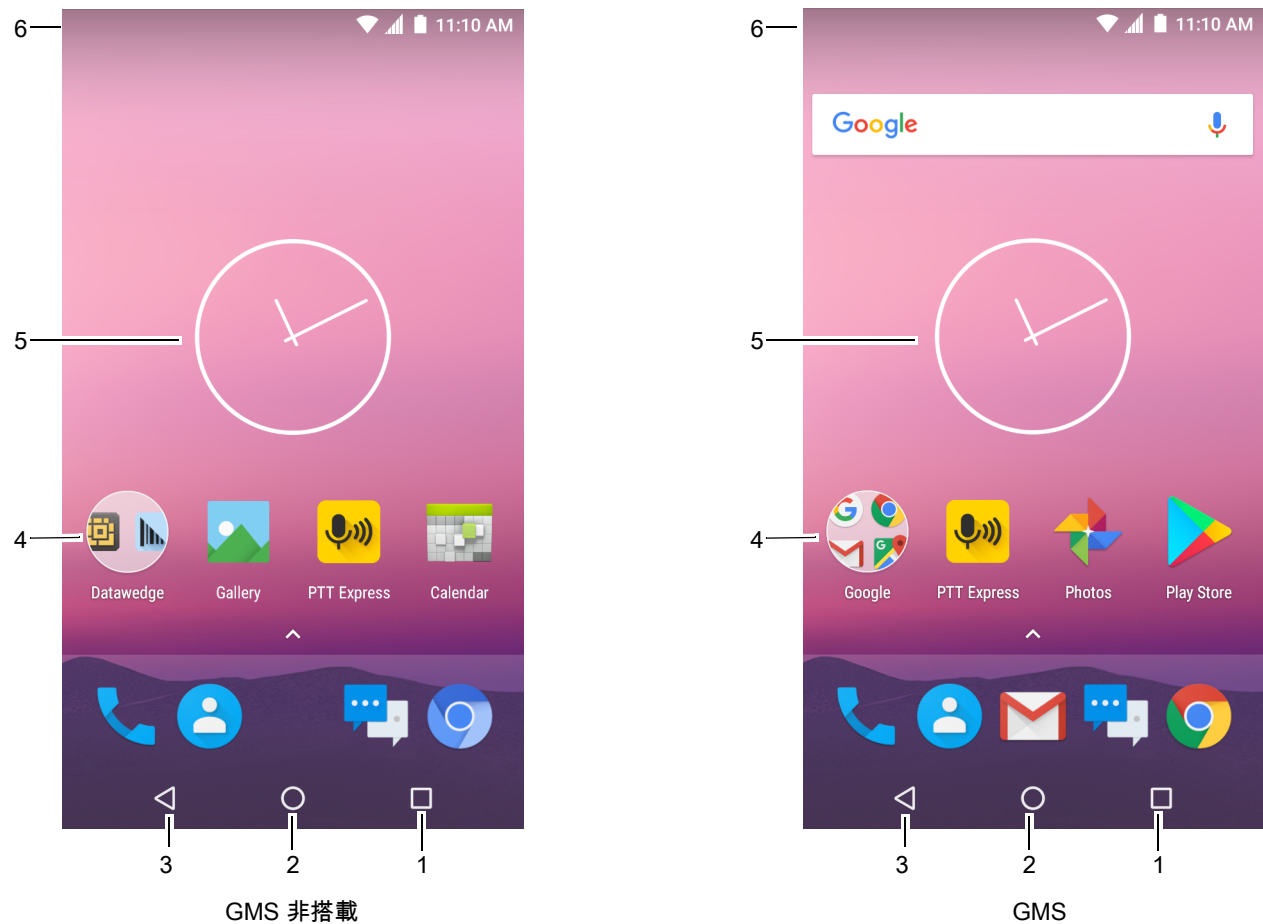 6
11:10 AM
5
4
Datawedge
Gallery
PTT Express
Calendar
3
2
1
GMS 非搭載
6
11:10 AM
Google
5
4
G
G
Google
PTT Express
Photos
Play Store
3
2
1
GMS